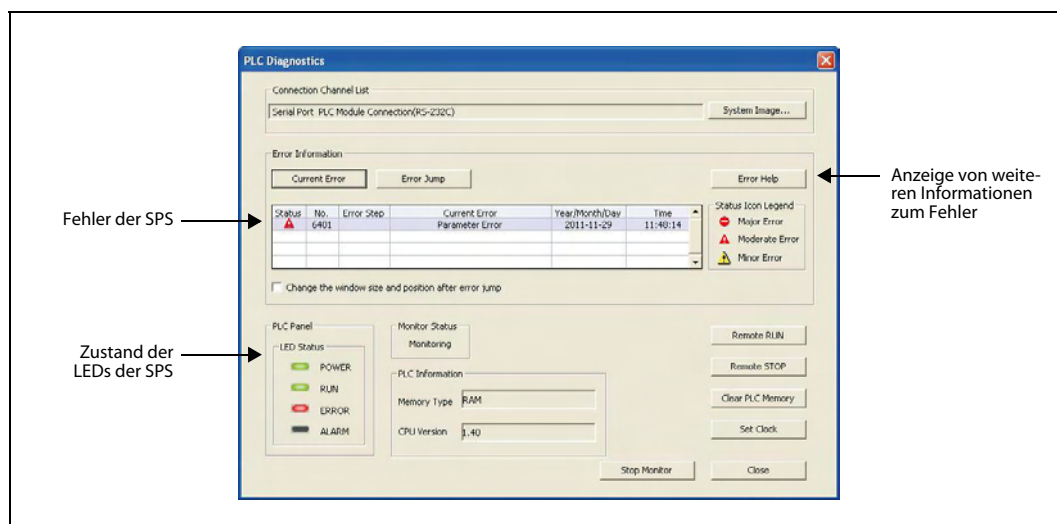 PLC Diagnostics
Connection Channel List
Serial Port PLC Module Connection(RS-232C)
System Image...
Error Information
Current Error
Error Jump
Error Help
Anzeige von weite-
ren Informationen
zum Fehler
Fehler der SPS
Status No. Error Step Current Error Year/Month/Day Time
6401 Parameter Error 2011-11-29 11:40:14
Status Icon Legend
Major Error
Moderate Error
Minor Error
Change the window size and position after error jump
Zustand der
LEDs der SPS
PLC Panel
LED Status
POWER
RUN
ERROR
ALARM
Monitor Status
Monitoring
PLC Information
Memory Type RAM
CPU Version 1.40
Remote RUN
Remote STOP
Clear PLC Memory
Set Clock
Stop Monitor
Close